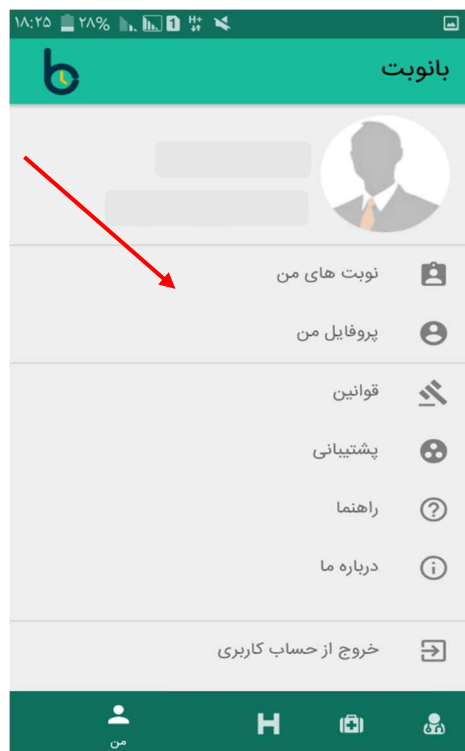 ۱۸:۲۵ ۲۸% 1 H+
بانوبت
نوبت های من
پروفایل من
قوانین
پشتیبانی
راهنما
درباره ما
خروج از حساب کاربری
H
من